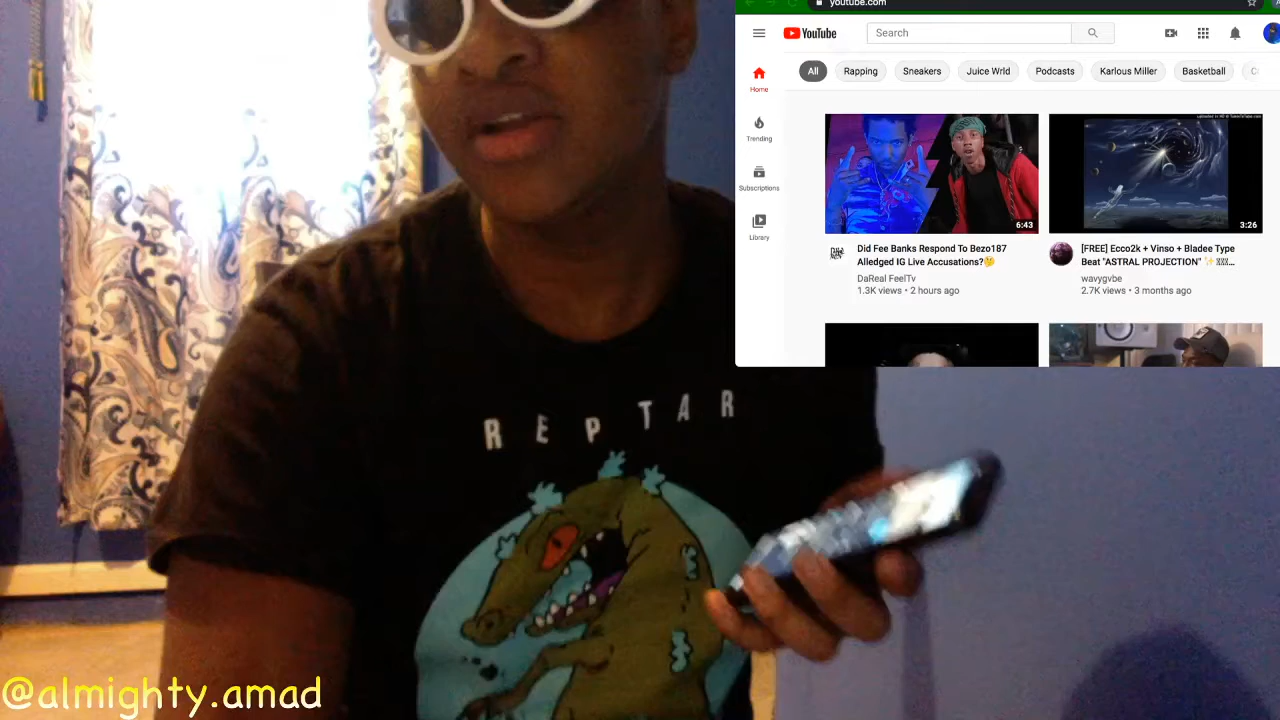 youtube.com
YouTube
Search
All
Rapping
Sneakers
Juice Wrld
Podcasts
Karlous Miller
Basketball
Home
Trending
Subscriptions
Library
6:43
3:26
Did Fee Banks Respond To Bezo187
Alledged IG Live Accusations?🤔
DaReal FeelTv
1.3K views • 2 hours ago
[FREE] Ecco2k + Vinso + Bladee Type
Beat "ASTRAL PROJECTION" ✨
wavygvbe
2.7K views • 3 months ago
REPTAR
@almighty.amad